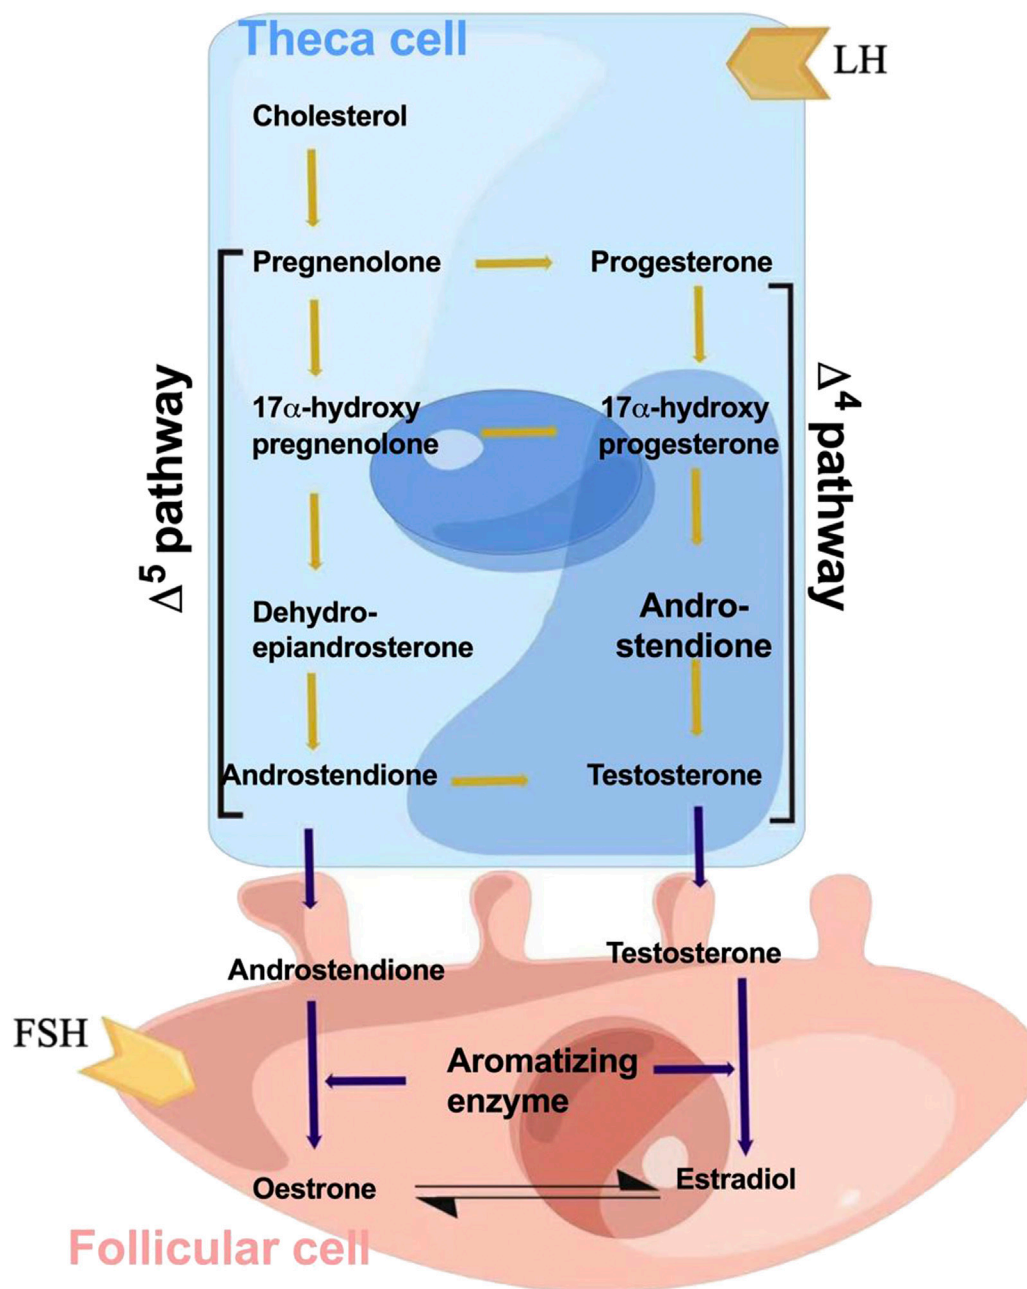 Theca cell
LH
Cholesterol
Pregnenolone
Progesterone
17α-hydroxy
pregnenolone
17α-hydroxy
progesterone
Δ5 pathway
Δ4 pathway
Dehydro-
epiandrosterone
Andro-
stendione
Androstendione
Testosterone
Androstendione
Testosterone
FSH
Aromatizing
enzyme
Oestrone
Estradiol
Follicular cell